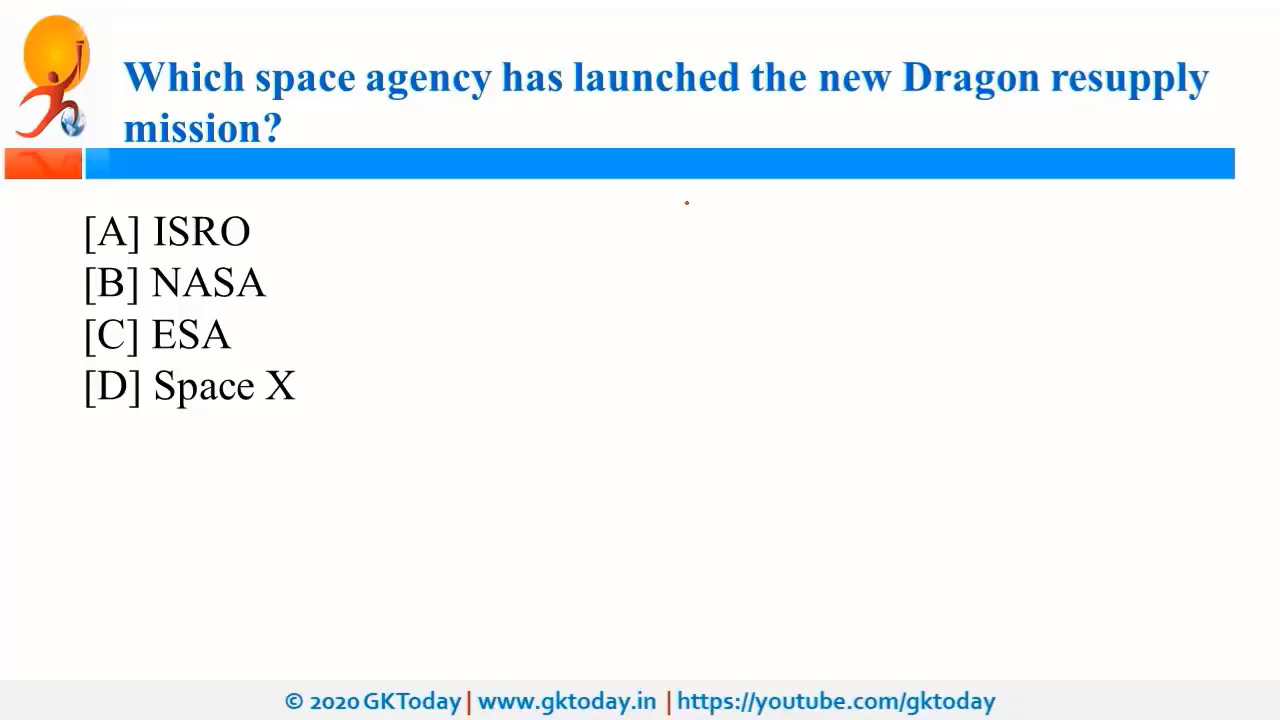 Which space agency has launched the new Dragon resupply
mission?
[A] ISRO
[B] NASA
[C] ESA
[D] Space X
© 2020 GKToday | www.gktoday.in | https://youtube.com/gktoday